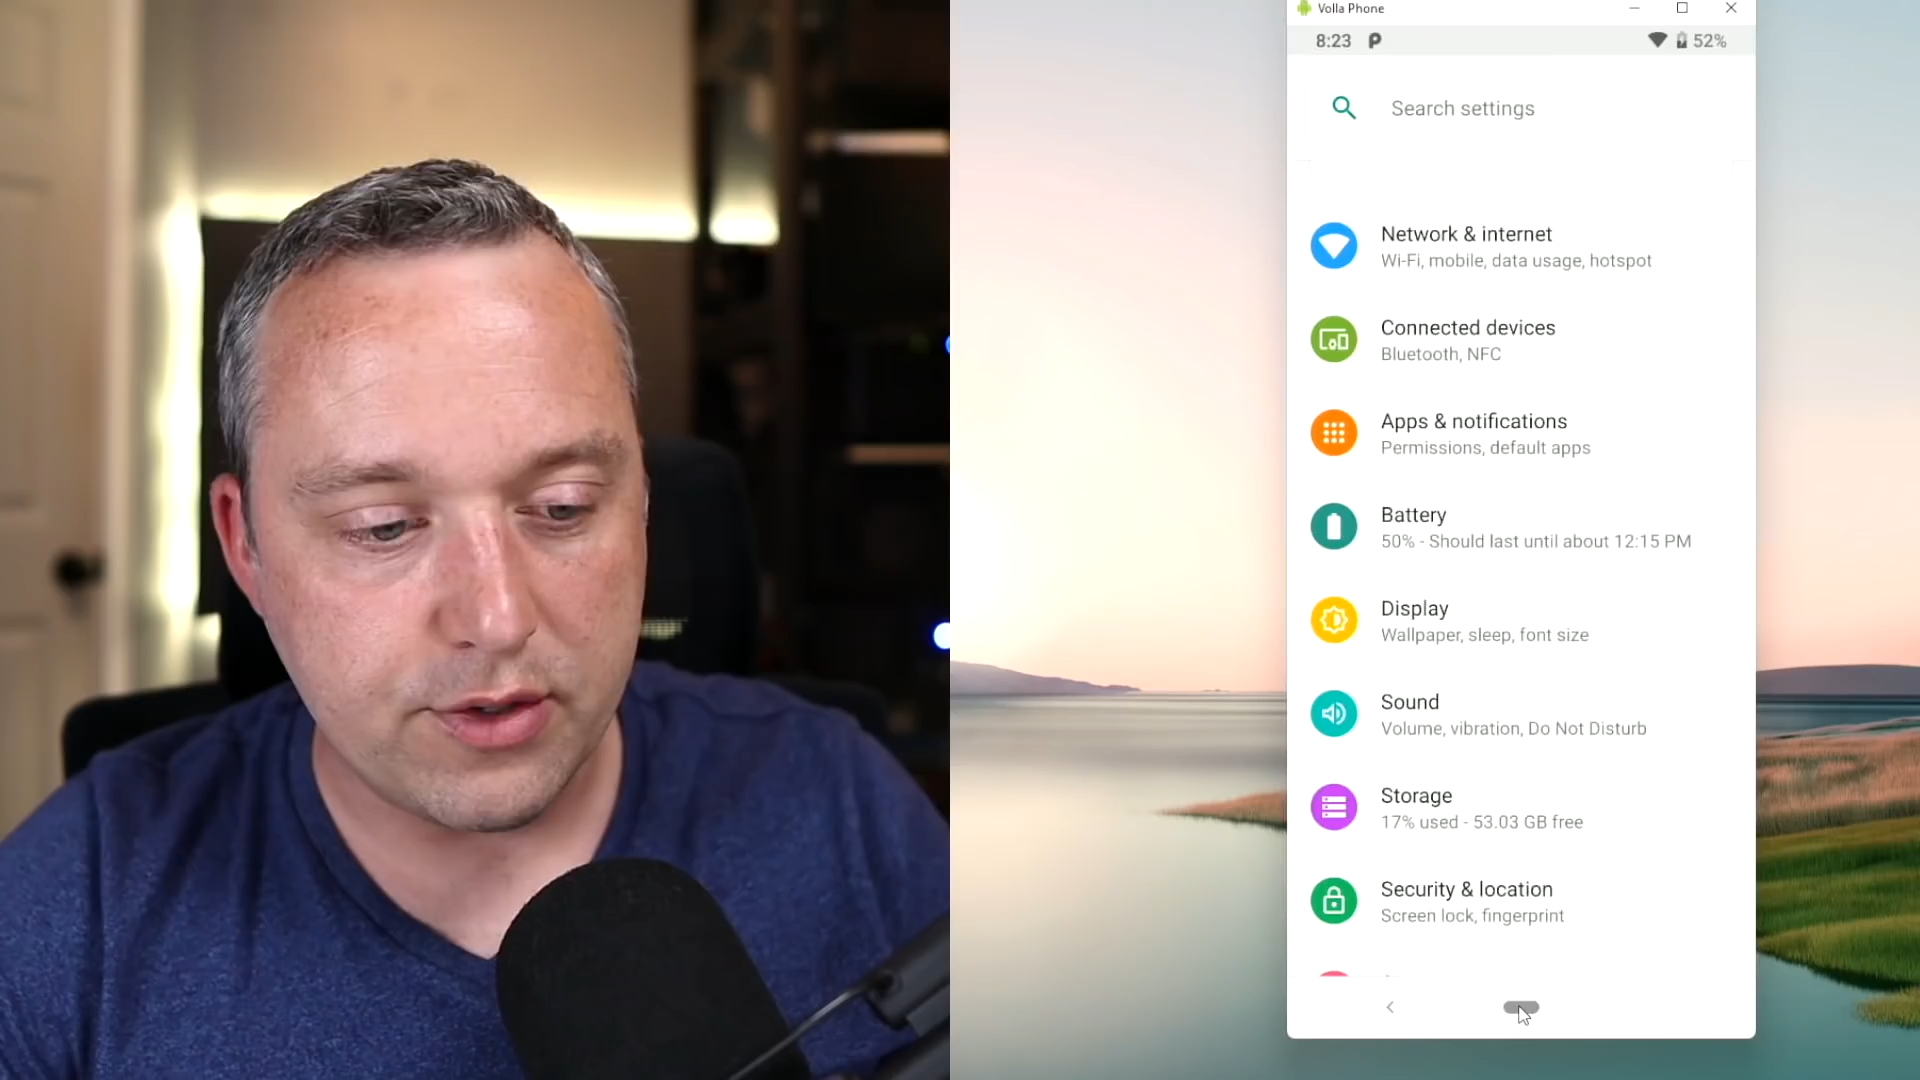 Volla Phone
8:23 P 52%
Search settings
Network & internet
Wi-Fi, mobile, data usage, hotspot
Connected devices
Bluetooth, NFC
Apps & notifications
Permissions, default apps
Battery
50% - Should last until about 12:15 PM
Display
Wallpaper, sleep, font size
Sound
Volume, vibration, Do Not Disturb
Storage
17% used - 53.03 GB free
Security & location
Screen lock, fingerprint